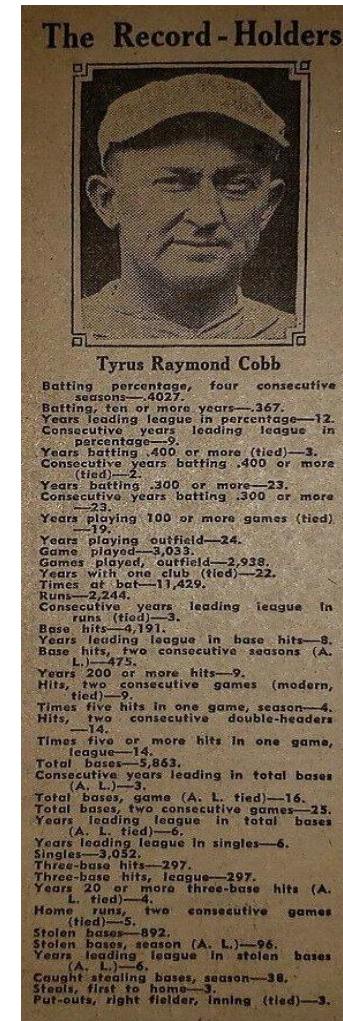 The Record-Holders
Tyrus Raymond Cobb
Batting percentage, four consecutive
seasons—.4027.
Batting, ten or more years—.367.
Years leading league in percentage—12.
Consecutive years leading league in
percentage—9.
Years batting .400 or more (tied)—3.
Consecutive years batting .400 or more
(tied)—2.
Years batting .300 or more—23.
Consecutive years batting .300 or more
—23.
Years playing 100 or more games (tied)
—19.
Years playing outfield—24.
Game played—3,033.
Games played, outfield—2,938.
Years with one club (tied)—22.
Times at bat—11,429.
Runs—2,244.
Consecutive years leading league in
runs (tied)—3.
Base hits—4,191.
Years leading league in base hits—8.
Base hits, two consecutive seasons (A.
L.)—475.
Years 200 or more hits—9.
Hits, two consecutive games (modern,
tied)—9.
Times five hits in one game, season—4.
Hits, two consecutive double-headers
—14.
Times five or more hits in one game,
league—14.
Total bases—5,863.
Consecutive years leading in total bases
(A. L.)—3.
Total bases, game (A. L. tied)—16.
Total bases, two consecutive games—25.
Years leading league in total bases
(A. L. tied)—6.
Years leading league in singles—6.
Singles—3,052.
Three-base hits—297.
Three-base hits, league—297.
Years 20 or more three-base hits (A.
L. tied)—4.
Home runs, two consecutive games
(tied)—5.
Stolen bases—892.
Stolen bases, season (A. L.)—96.
Years leading league in stolen bases
(A. L.)—6.
Caught stealing bases, season—38.
Steals, first to home—3.
Put-outs, right fielder, inning (tied)—3.